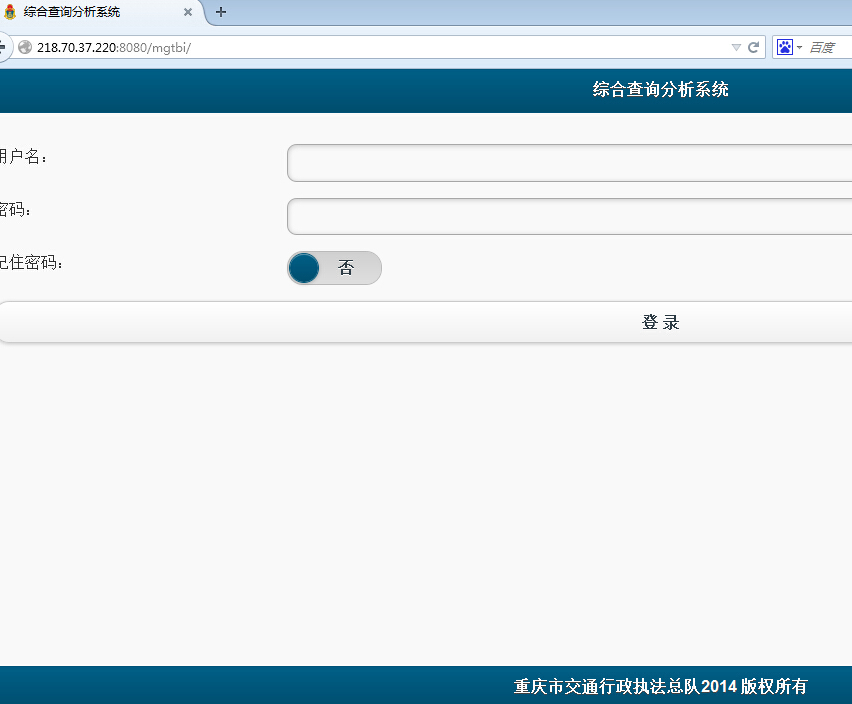 综合查询分析系统
218.70.37.220:8080/mgtbi/
百度
综合查询分析系统
用户名：
密码：
记住密码：
否
登 录
重庆市交通行政执法总队2014 版权所有